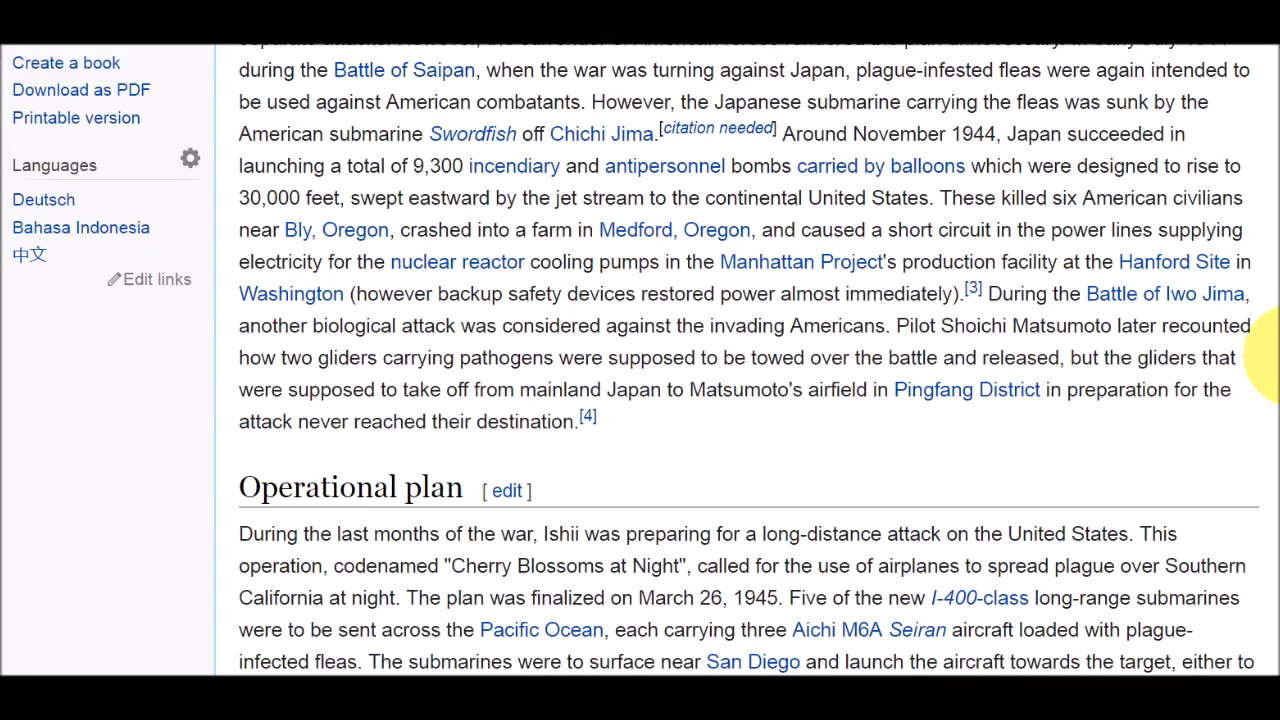 Create a book
Download as PDF
Printable version
Languages
Deutsch
Bahasa Indonesia
中文
Edit links
during the Battle of Saipan, when the war was turning against Japan, plague-infested fleas were again intended to
be used against American combatants. However, the Japanese submarine carrying the fleas was sunk by the
American submarine Swordfish off Chichi Jima.[citation needed] Around November 1944, Japan succeeded in
launching a total of 9,300 incendiary and antipersonnel bombs carried by balloons which were designed to rise to
30,000 feet, swept eastward by the jet stream to the continental United States. These killed six American civilians
near Bly, Oregon, crashed into a farm in Medford, Oregon, and caused a short circuit in the power lines supplying
electricity for the nuclear reactor cooling pumps in the Manhattan Project's production facility at the Hanford Site in
Washington (however backup safety devices restored power almost immediately).[3] During the Battle of Iwo Jima,
another biological attack was considered against the invading Americans. Pilot Shoichi Matsumoto later recounted
how two gliders carrying pathogens were supposed to be towed over the battle and released, but the gliders that
were supposed to take off from mainland Japan to Matsumoto's airfield in Pingfang District in preparation for the
attack never reached their destination.[4]
Operational plan [ edit ]
During the last months of the war, Ishii was preparing for a long-distance attack on the United States. This
operation, codenamed "Cherry Blossoms at Night", called for the use of airplanes to spread plague over Southern
California at night. The plan was finalized on March 26, 1945. Five of the new I-400-class long-range submarines
were to be sent across the Pacific Ocean, each carrying three Aichi M6A Seiran aircraft loaded with plague-
infected fleas. The submarines were to surface near San Diego and launch the aircraft towards the target, either to